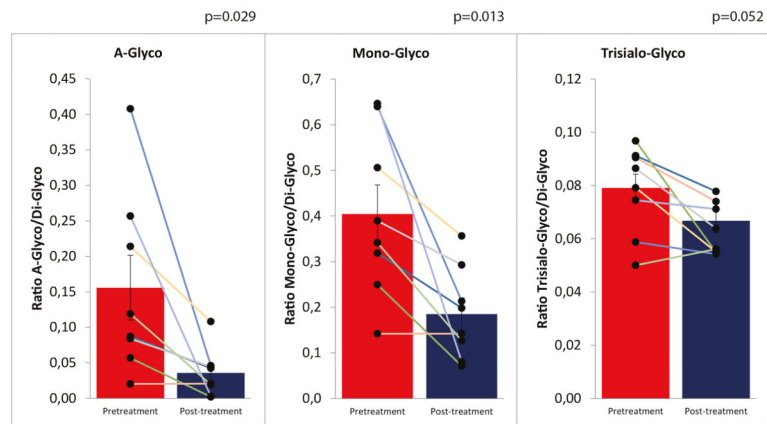 p=0.029
p=0.013
p=0.052
A-Glyco
Ratio A-Glyco/Di-Glyco
0,45
0,40
0,35
0,30
0,25
0,20
0,15
0,10
0,05
0,00
Pretreatment
Post-treatment
Mono-Glyco
Ratio Mono-Glyco/DI-Glyco
0,7
0,6
0,5
0,4
0,3
0,2
0,1
0,0
Pretreatment
Post-treatment
Trisialo-Glyco
Ratio Trisialo-Glyco/Di-Glyco
0,12
0,10
0,08
0,06
0,04
0,02
0,00
Pretreatment
Post-treatment